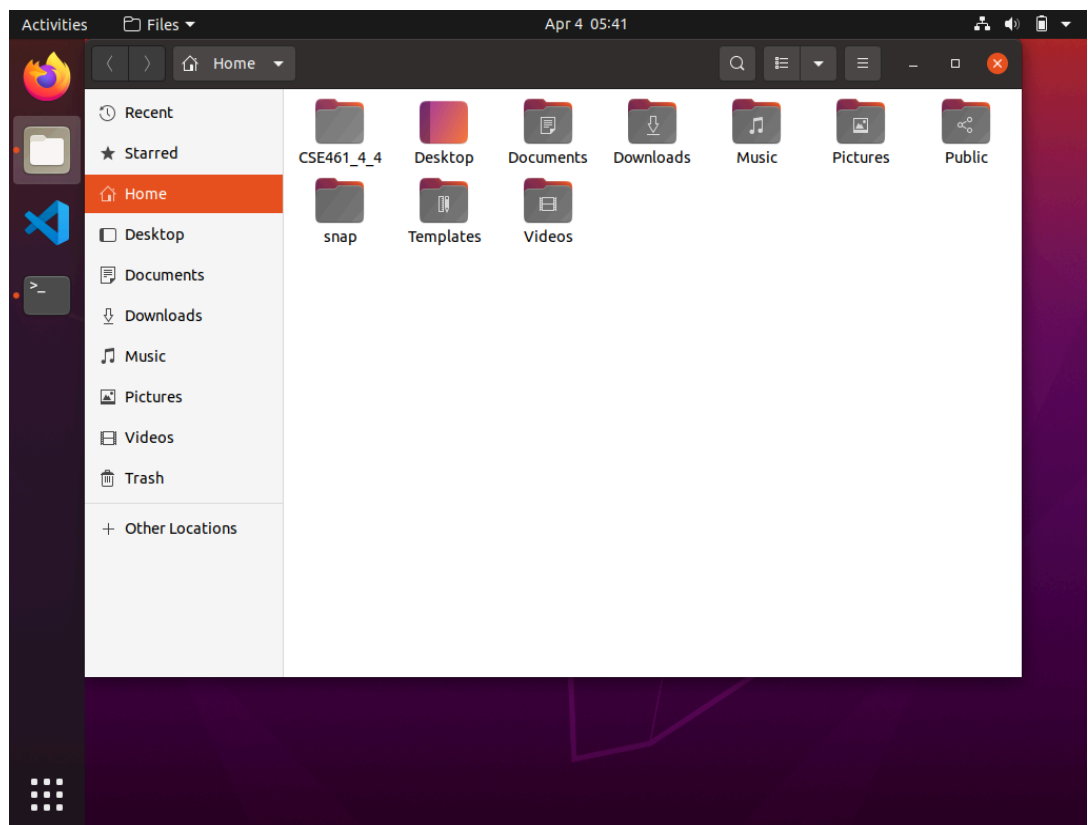 Activities Files Apr 4 05:41
Home
Recent
Starred
Home
Desktop
Documents
Downloads
Music
Pictures
Videos
Trash
Other Locations
CSE461_4_4 Desktop Documents Downloads Music Pictures Public
snap Templates Videos